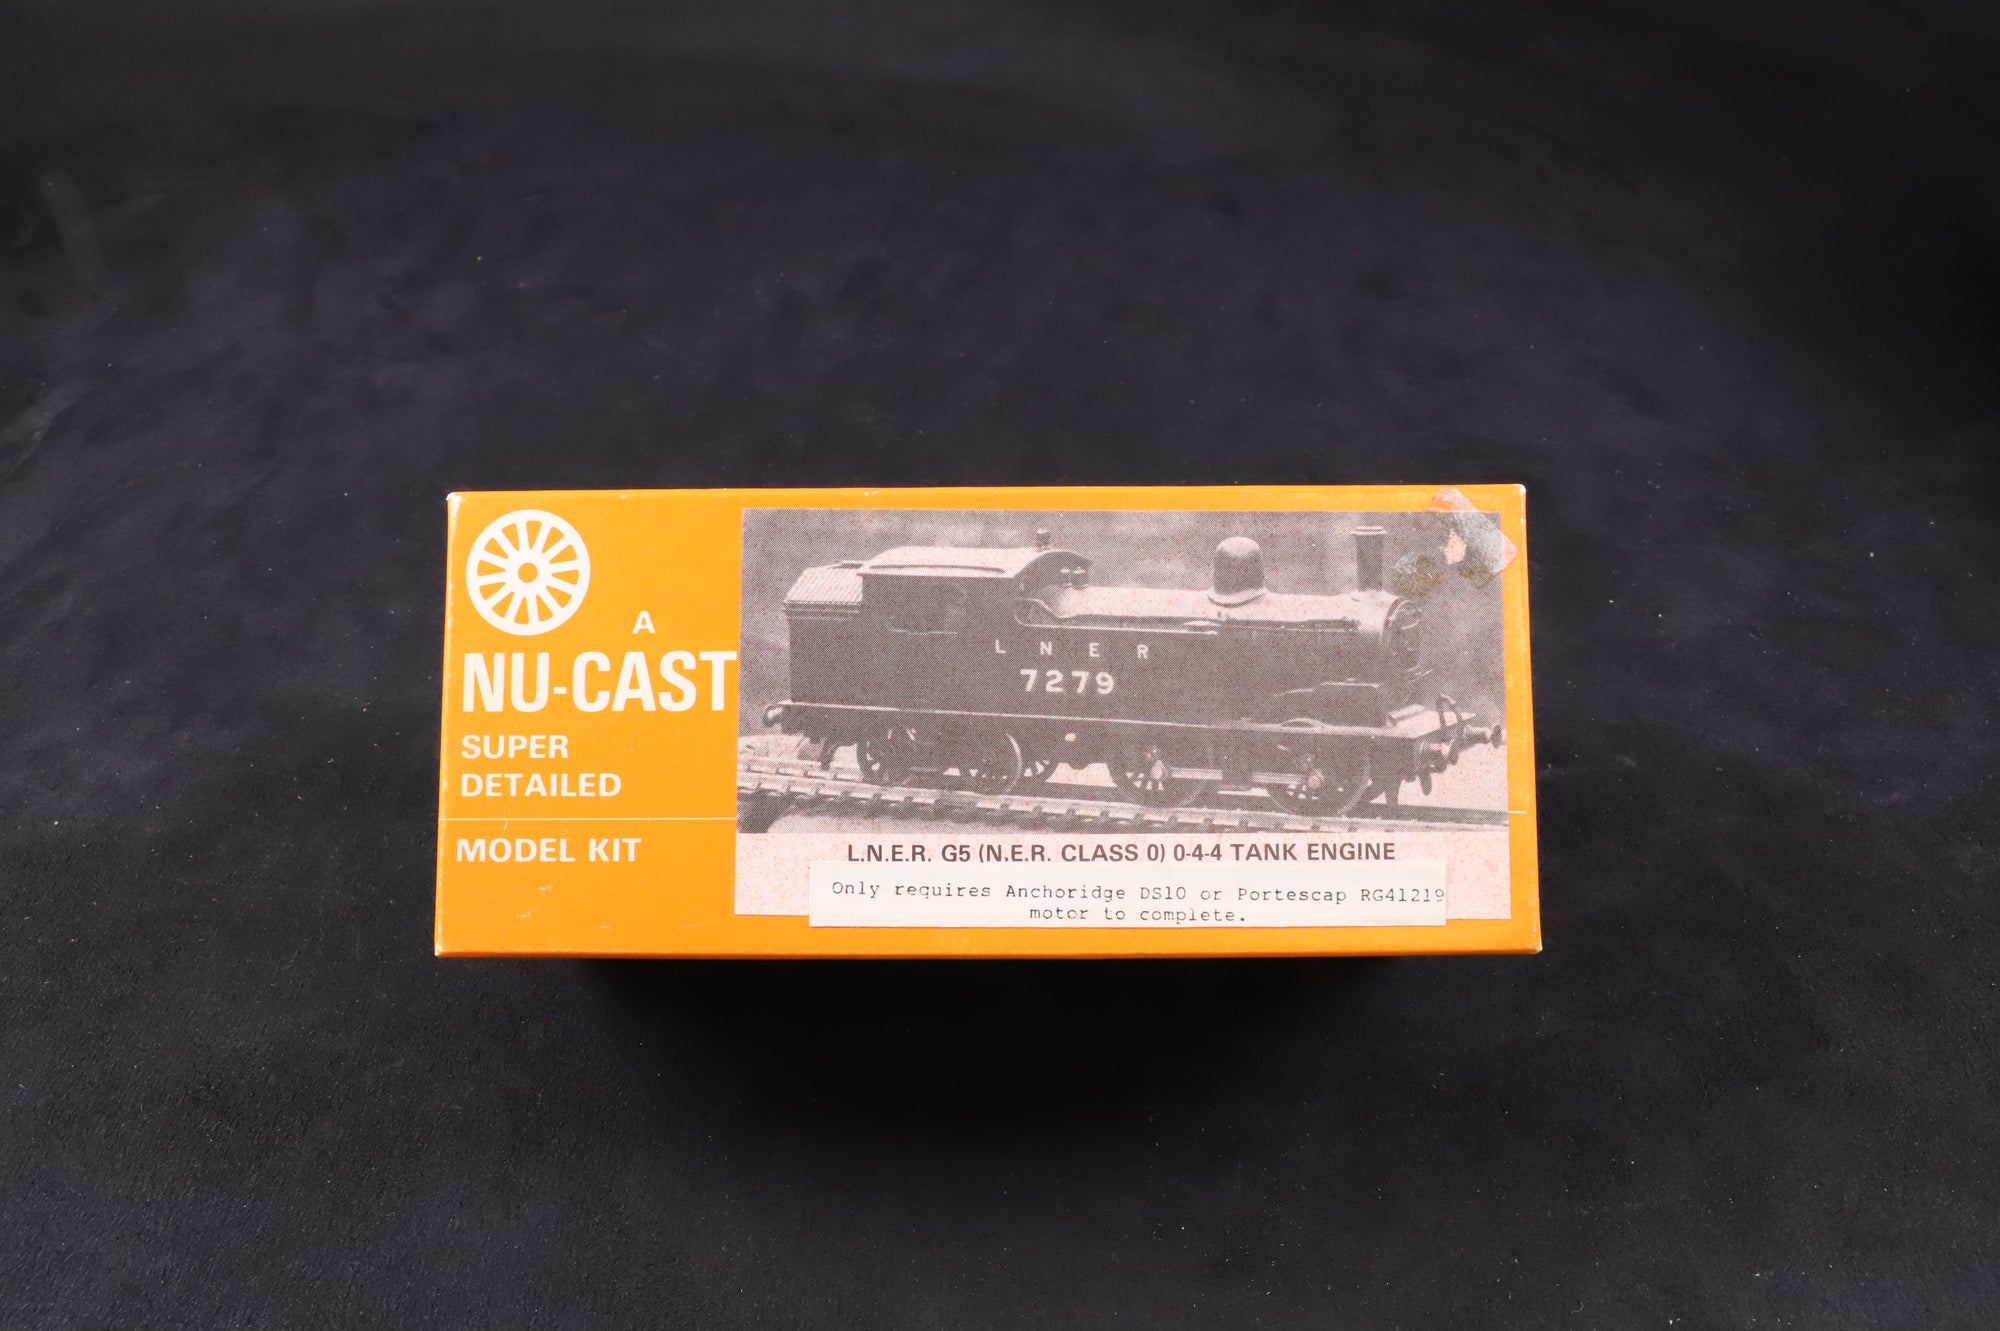 A
NU-CAST
SUPER
DETAILED
MODEL KIT
L N E R
7279
L.N.E.R. G5 (N.E.R. CLASS 0) 0-4-4 TANK ENGINE
Only requires Anchoridge DS10 or Portescap RG41219
motor to complete.